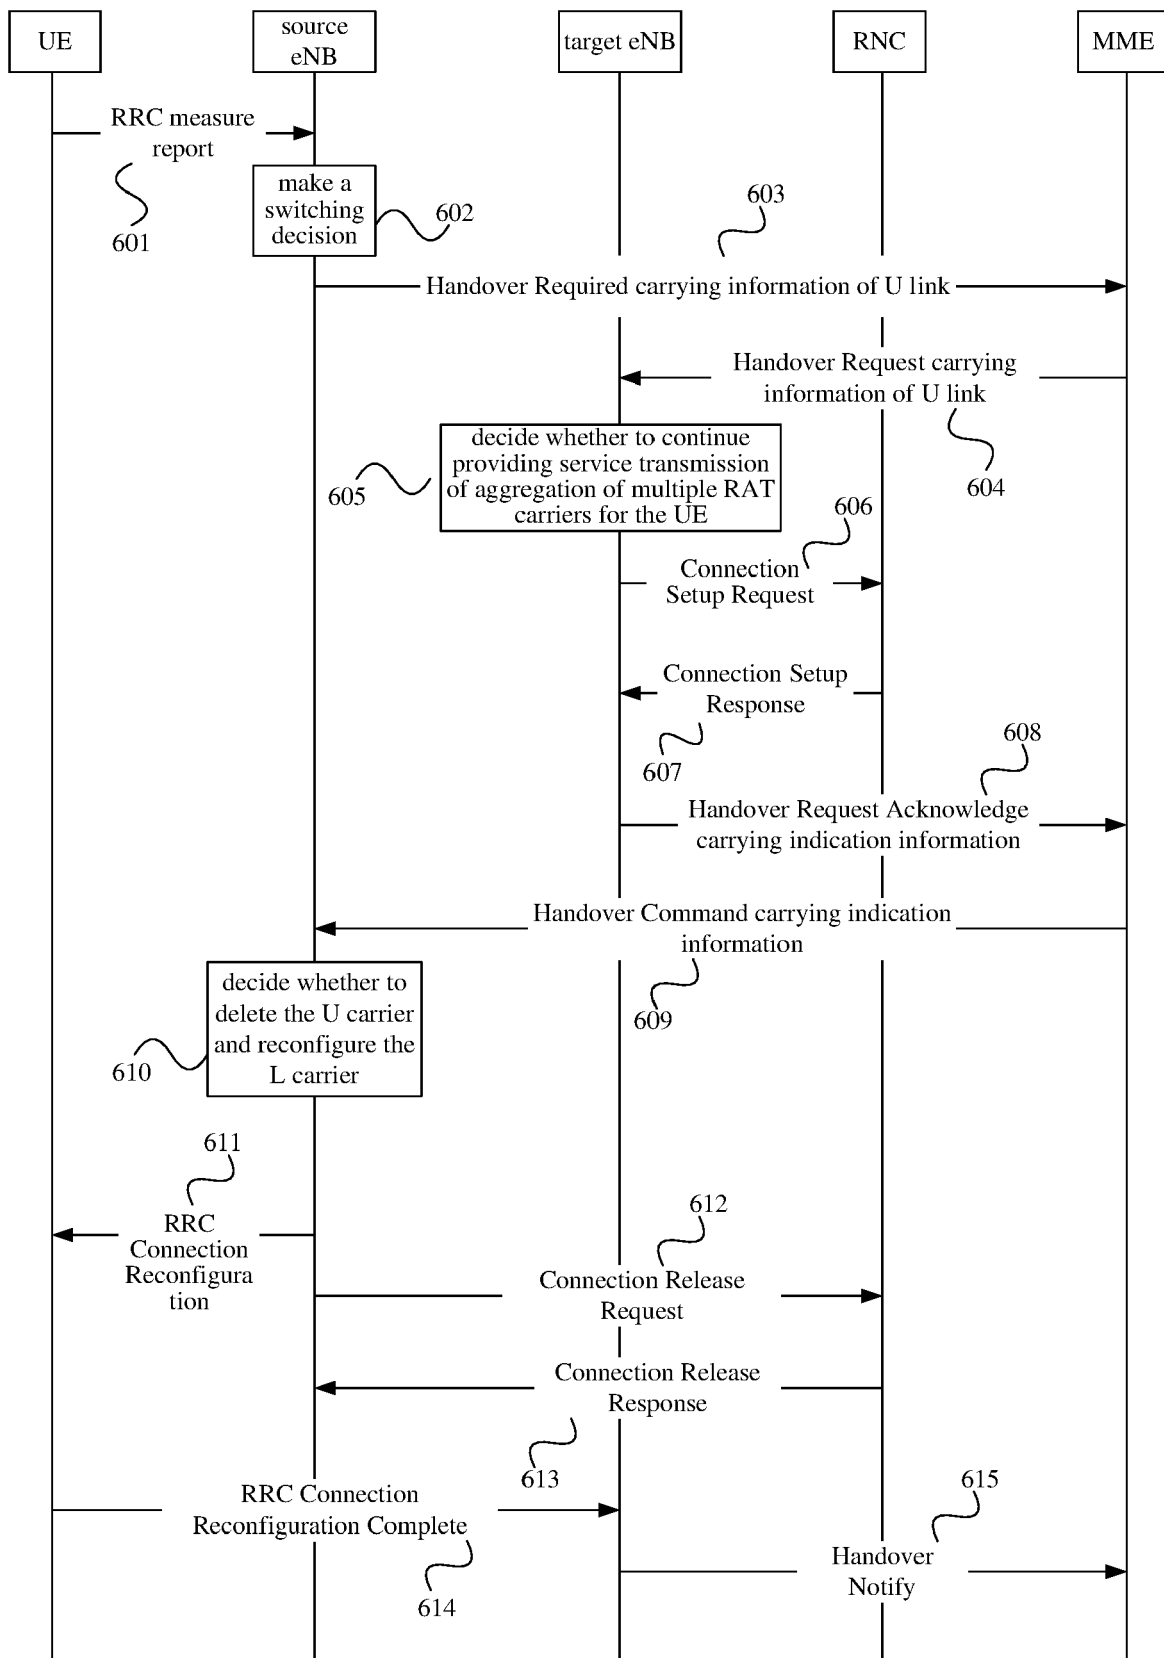 UE
source
eNB
target eNB
RNC
MME
RRC measure
report
601
make a
switching
decision
602
603
Handover Required carrying information of U link
Handover Request carrying
information of U link
604
decide whether to continue
providing service transmission
of aggregation of multiple RAT
carriers for the UE
605
606
Connection
Setup Request
Connection Setup
Response
607
608
Handover Request Acknowledge
carrying indication information
Handover Command carrying indication
information
609
decide whether to
delete the U carrier
and reconfigure the
L carrier
610
611
RRC
Connection
Reconfigura
tion
612
Connection Release
Request
Connection Release
Response
613
RRC Connection
Reconfiguration Complete
614
615
Handover
Notify